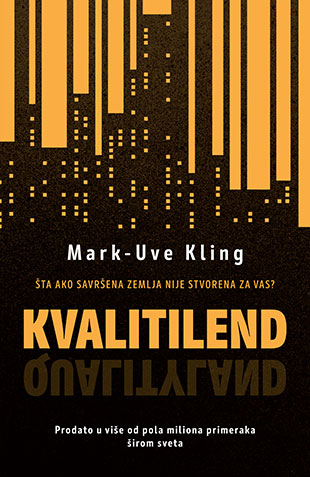 Mark-Uve Kling
ŠTA AKO SAVRŠENA ZEMLJA NIJE STVORENA ZA VAS?
KVALITILEND
QUALITYLAND
Prodato u više od pola miliona primeraka
širom sveta